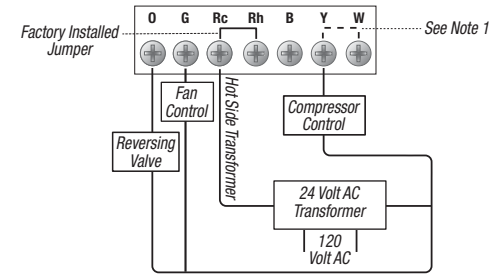 O G Rc Rh B Y W
Factory Installed
Jumper
See Note 1
Fan
Control
Hot Side Transformer
Compressor
Control
Reversing
Valve
24 Volt AC
Transformer
120
Volt AC